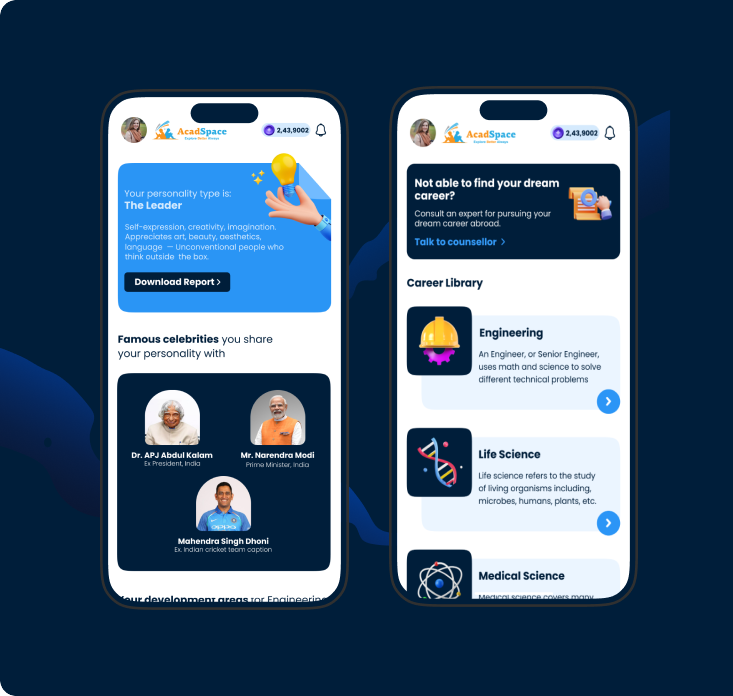 AcadSpace
Explore. Grow. Change.
2,43,9002
Your personality type is:
The Leader
Self-expression, creativity, imagination.
Appreciates art, beauty, aesthetics,
language — Unconventional people who
think outside the box.
Download Report
Famous celebrities you share
your personality with
Dr. APJ Abdul Kalam
Ex President, India
Mr. Narendra Modi
Prime Minister, India
OPPO
Mahendra Singh Dhoni
Ex. Indian cricket team caption
Your development areas for Engineering
AcadSpace
2,43,9002
Not able to find your dream
career?
Consult an expert for pursuing your
dream career abroad.
Talk to counsellor
Career Library
Engineering
An Engineer, or Senior Engineer,
uses math and science to solve
different technical problems
Life Science
Life science refers to the study
of living organisms including,
microbes, humans, plants, etc.
Medical Science
Medical science covers many